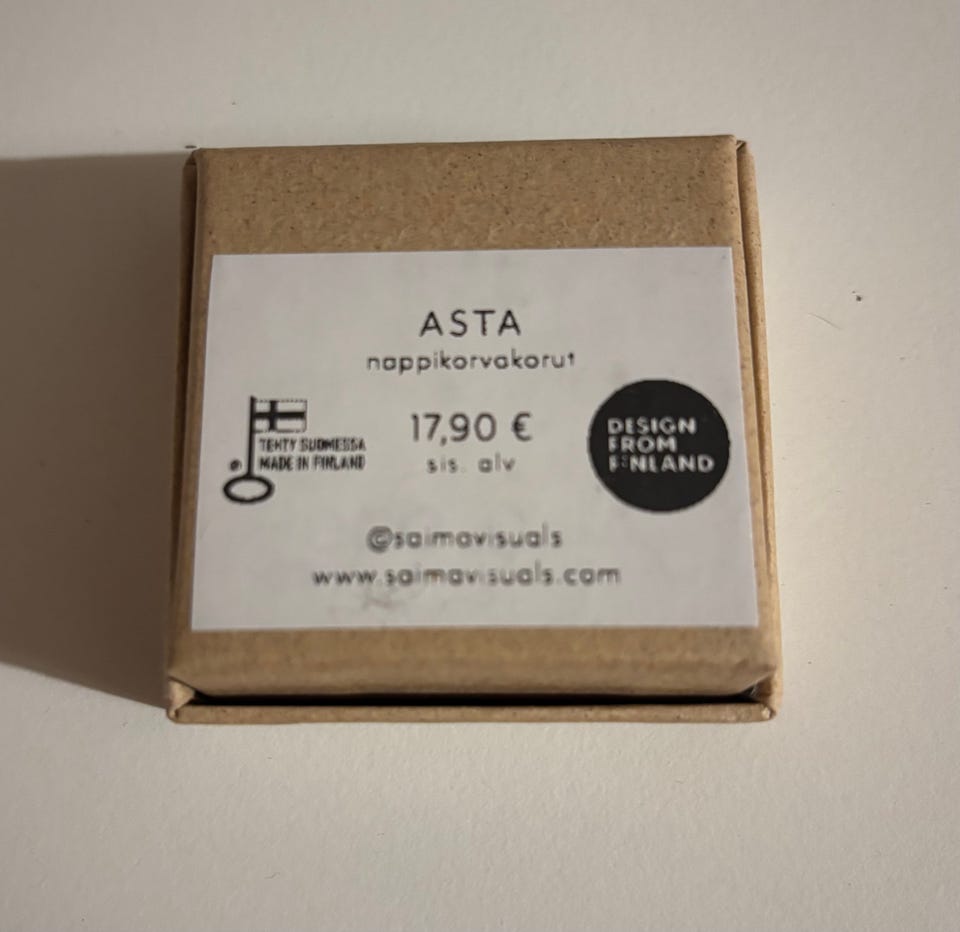 ASTA
nappikorvakorut
17,90 €
sis. alv
TEHTY SUOMESSA
MADE IN FINLAND
DESIGN
FROM
FINLAND
@saimavisuals
www.saimavisuals.com